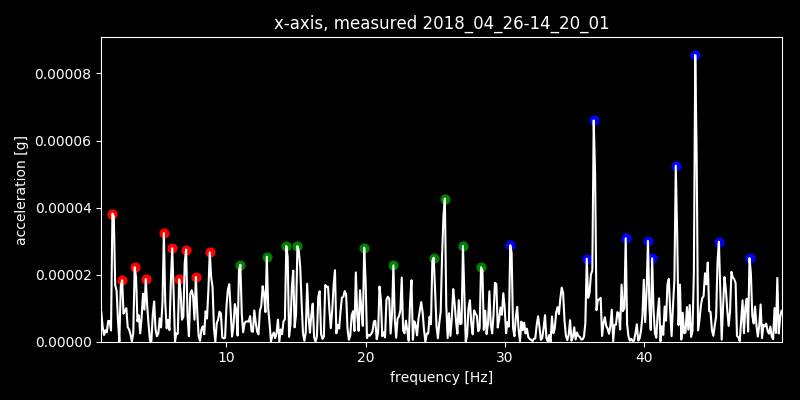 x-axis, measured 2018_04_26-14_20_01
0.00008
0.00006
0.00004
0.00002
0.00000
acceleration [g]
10 20 30 40
frequency [Hz]